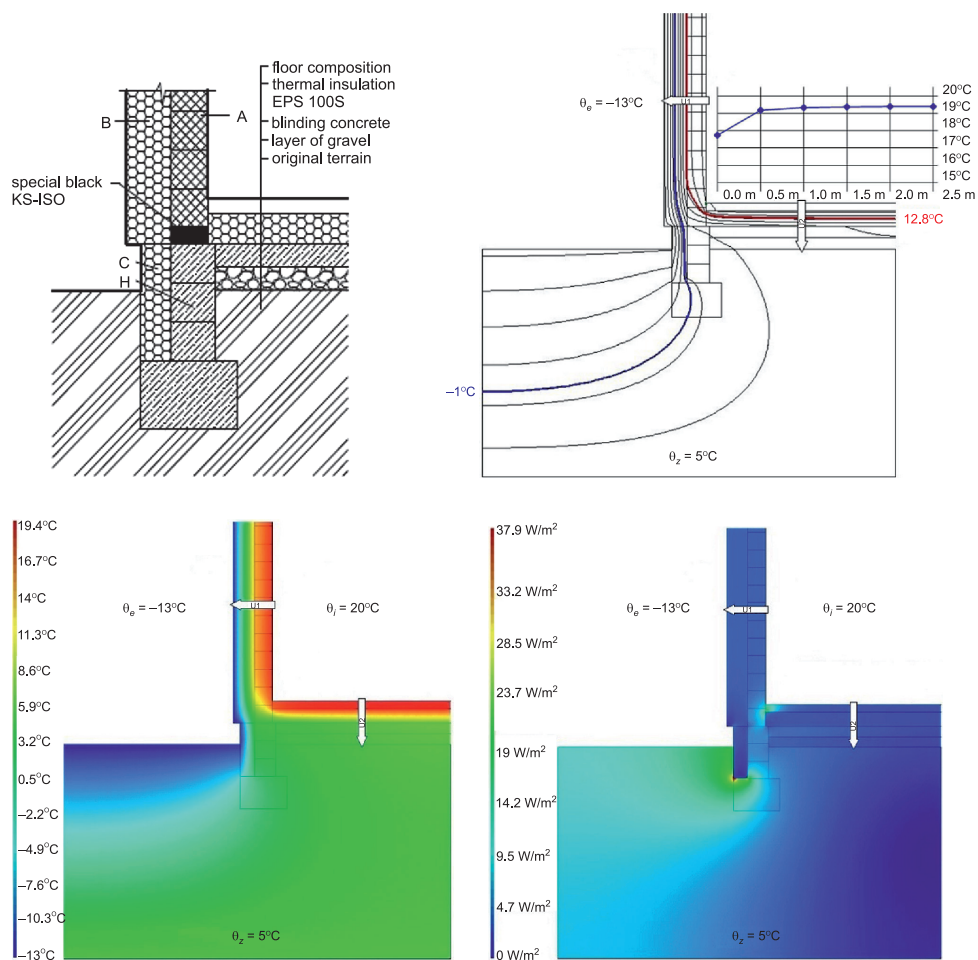 floor composition
thermal insulation
EPS 100S
blinding concrete
layer of gravel
original terrain
B
A
special black
KS-ISO
C
H
θe = –13°C
U1
20°C
19°C
18°C
17°C
16°C
15°C
0.0 m 0.5 m 1.0 m 1.5 m 2.0 m 2.5 m
U2
12.8°C
–1°C
θz = 5°C
19.4°C
16.7°C
14°C
11.3°C
8.6°C
5.9°C
3.2°C
0.5°C
–2.2°C
–4.9°C
–7.6°C
–10.3°C
–13°C
θe = –13°C
U1
θi = 20°C
U2
θz = 5°C
37.9 W/m²
33.2 W/m²
28.5 W/m²
23.7 W/m²
19 W/m²
14.2 W/m²
9.5 W/m²
4.7 W/m²
0 W/m²
θe = –13°C
U1
θi = 20°C
U2
θz = 5°C